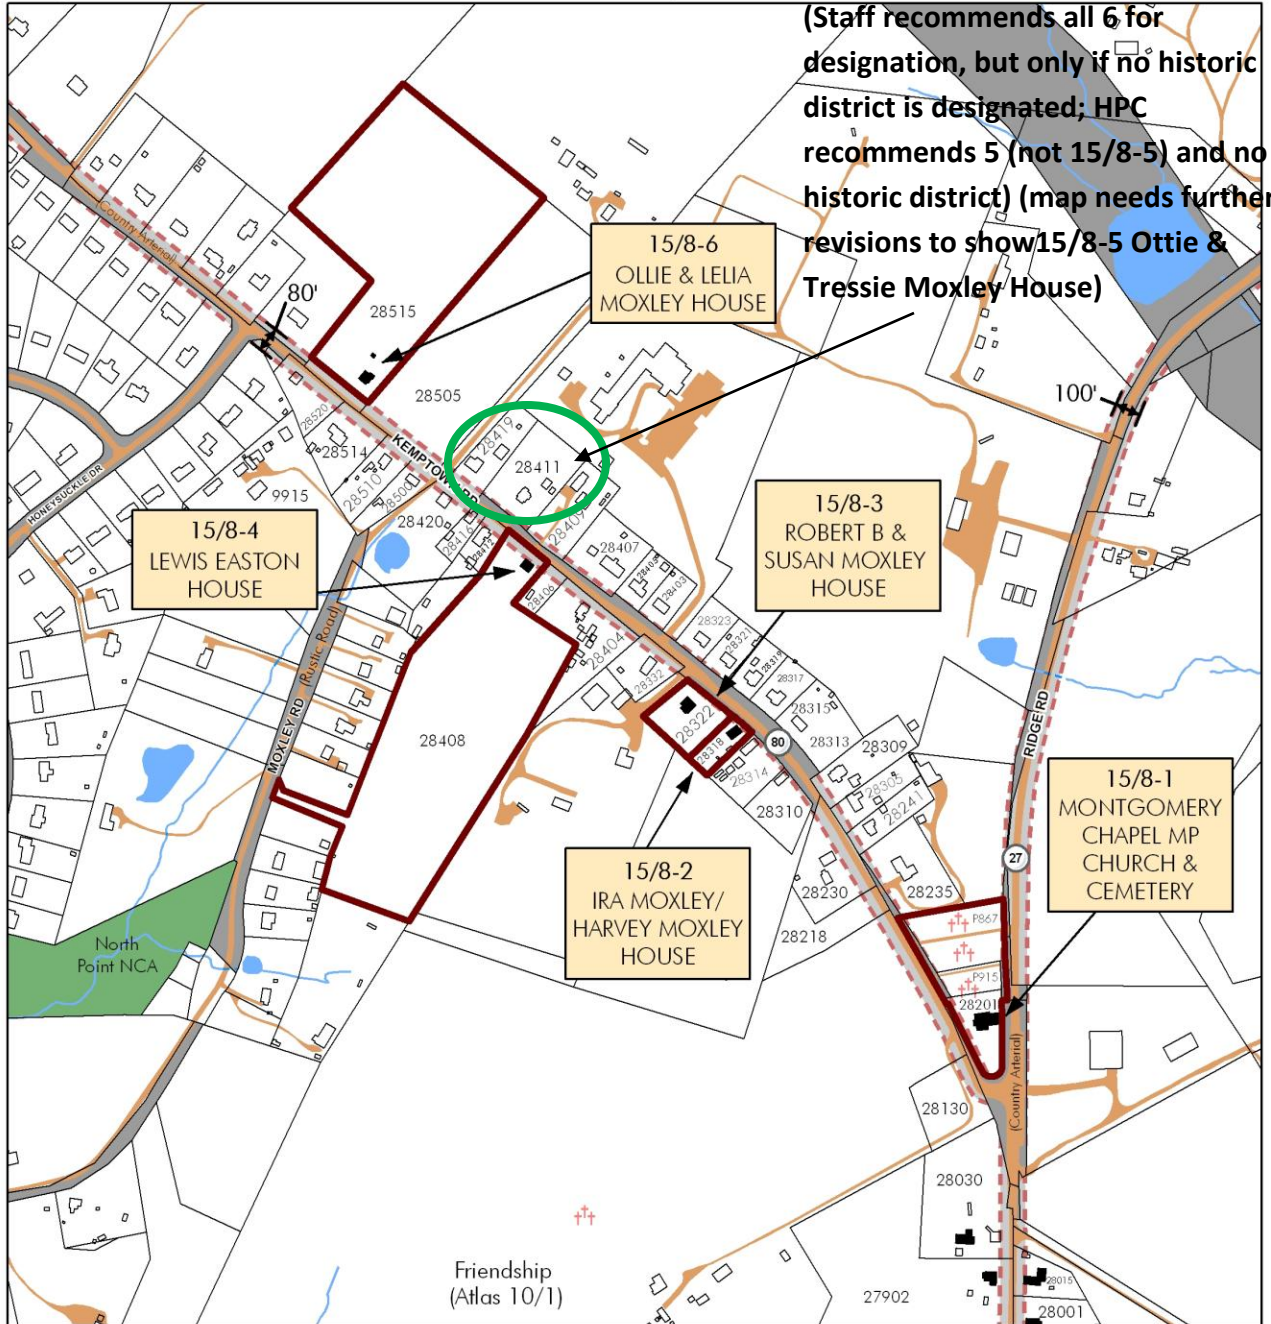 (Staff recommends all 6 for
designation, but only if no historic
district is designated; HPC
recommends 5 (not 15/8-5) and no
historic district) (map needs further
revisions to show15/8-5 Ottie &
Tressie Moxley House)
(Country Arterial)
80'
15/8-6
OLLIE & LELIA
MOXLEY HOUSE
28515
28505
100'
28520
28514
28510
28500
KEMPTOWN RD
28419
28411
HONEYSUCKLE DR
9915
28420
28416
28412
28409
15/8-4
LEWIS EASTON
HOUSE
15/8-3
ROBERT B &
SUSAN MOXLEY
HOUSE
28407
28405
28403
28406
28404
28332
28323
28321
28319
28317
28315
28313
28309
28305
28241
(Rustic Road)
MOXLEY RD
28408
28322
28318
28314
28310
80
RIDGE RD
27
15/8-1
MONTGOMERY
CHAPEL MP
CHURCH &
CEMETERY
15/8-2
IRA MOXLEY/
HARVEY MOXLEY
HOUSE
28230
28235
28218
P867
P915
28201
North
Point NCA
(Country Arterial)
28130
28030
Friendship
(Atlas 10/1)
27902
28015
28001